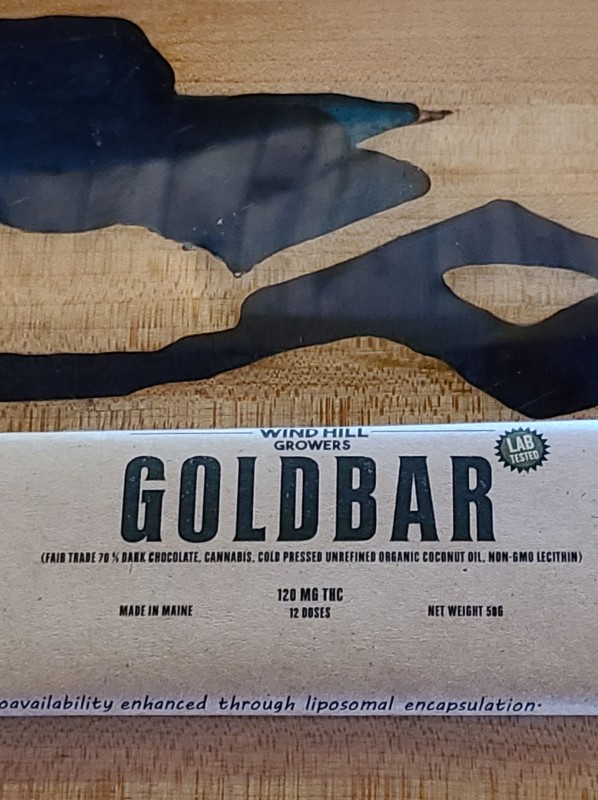 WIND HILL
GROWERS
LAB
TESTED
GOLDBAR
(FAIR TRADE 70 % DARK CHOCOLATE, CANNABIS, COLD PRESSED UNREFINED ORGANIC COCONUT OIL, NON-GMO LECITHIN)
120 MG THC
MADE IN MAINE 12 DOSES NET WEIGHT 50G
oavailability enhanced through liposomal encapsulation.